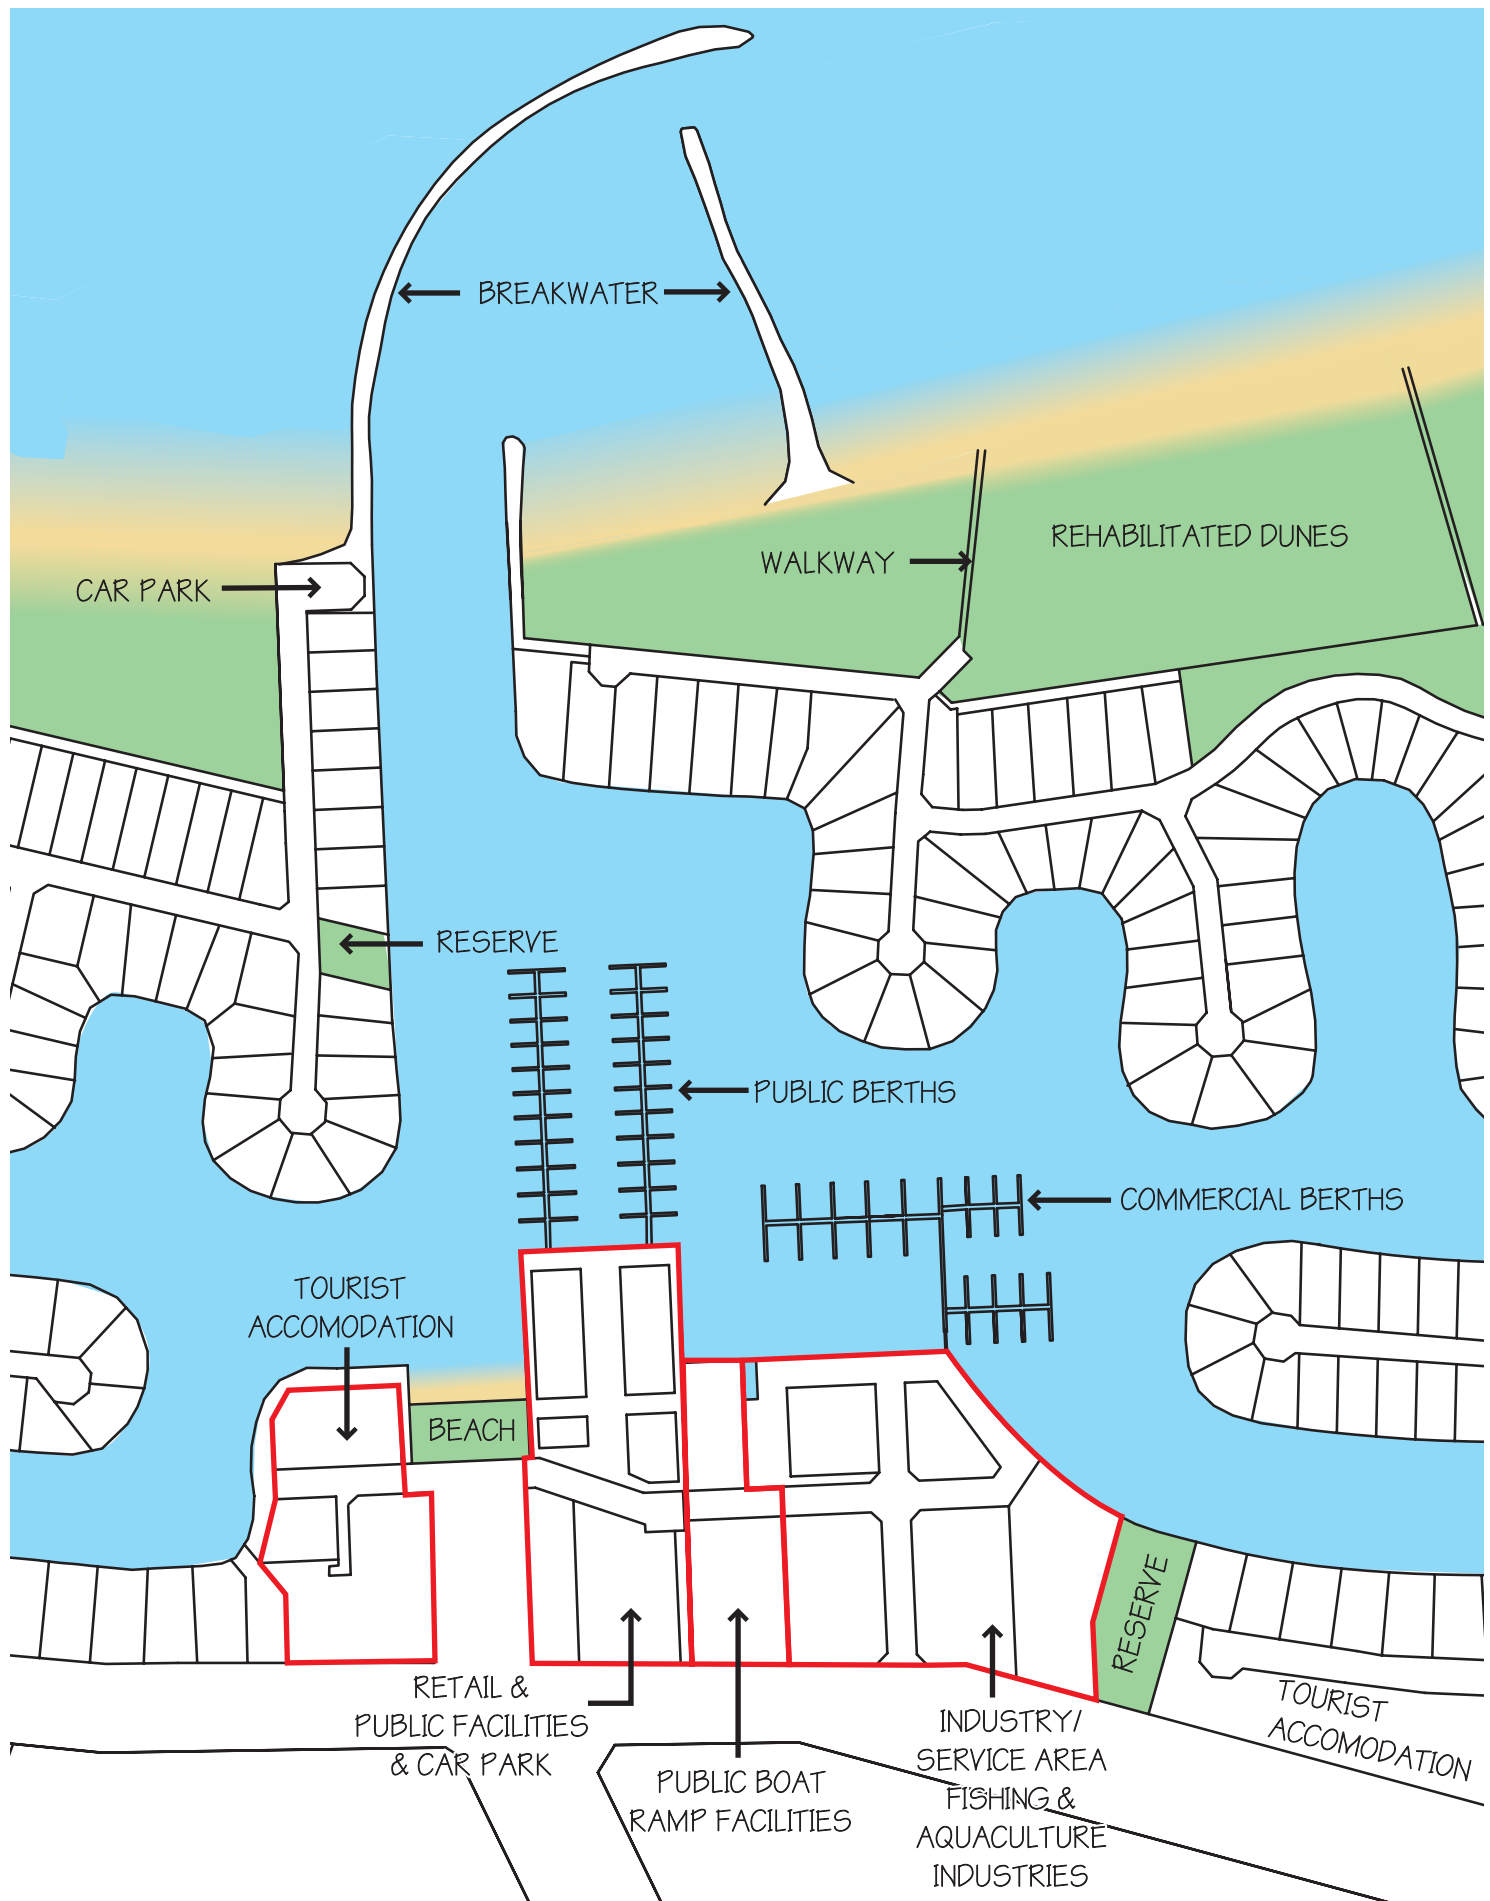 BREAKWATER
REHABILITATED DUNES
WALKWAY
CAR PARK
RESERVE
PUBLIC BERTHS
COMMERCIAL BERTHS
TOURIST
ACCOMODATION
BEACH
RESERVE
RETAIL &
PUBLIC FACILITIES
& CAR PARK
PUBLIC BOAT
RAMP FACILITIES
INDUSTRY/
SERVICE AREA
FISHING &
AQUACULTURE
INDUSTRIES
TOURIST
ACCOMODATION